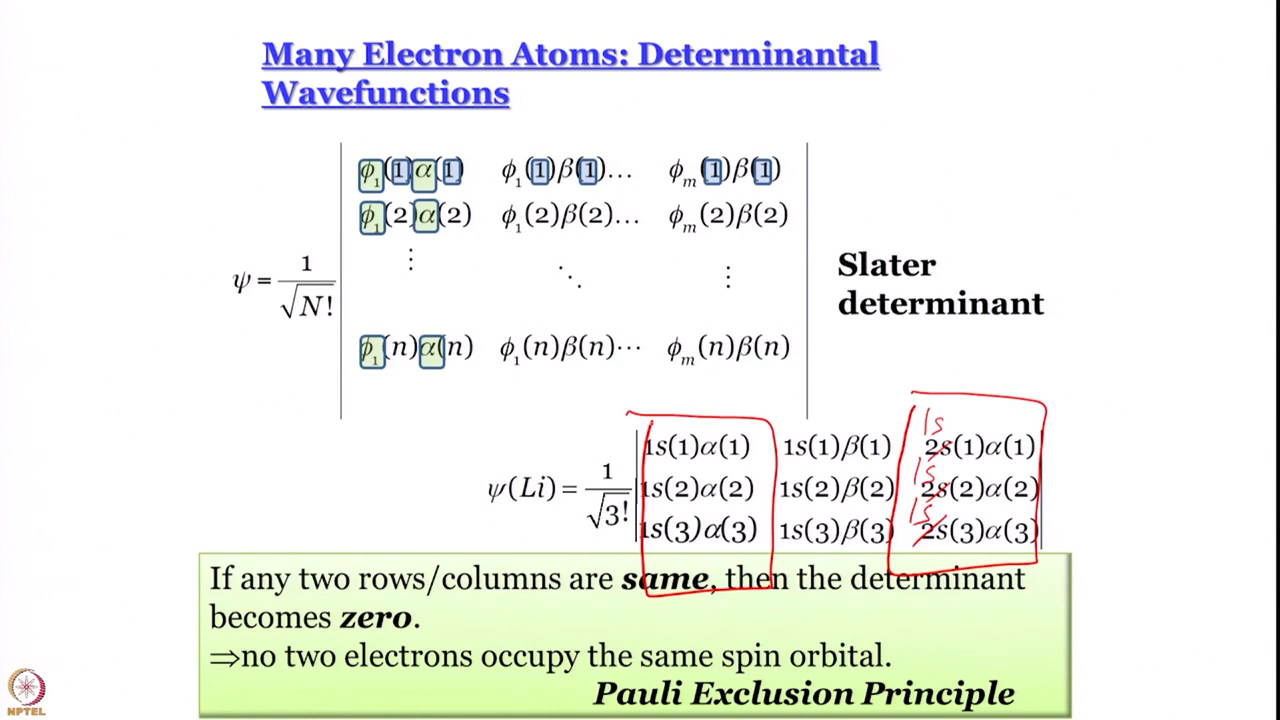 Many Electron Atoms: Determinantal
Wavefunctions
ϕ₁(1)α(1) ϕ₁(1)β(1)… ϕₘ(1)β(1)
ϕ₁(2)α(2) ϕ₁(2)β(2)… ϕₘ(2)β(2)
⋮ ⋱ ⋮
ψ = 1/√N!
ϕ₁(n)α(n) ϕ₁(n)β(n)⋯ ϕₘ(n)β(n)
Slater
determinant
1s
1s(1)α(1) 1s(1)β(1) 2s(1)α(1)
1s
ψ(Li) = 1/√3! 1s(2)α(2) 1s(2)β(2) 2s(2)α(2)
1s
1s(3)α(3) 1s(3)β(3) 2s(3)α(3)
If any two rows/columns are same, then the determinant
becomes zero.
⇒no two electrons occupy the same spin orbital.
Pauli Exclusion Principle
NPTEL